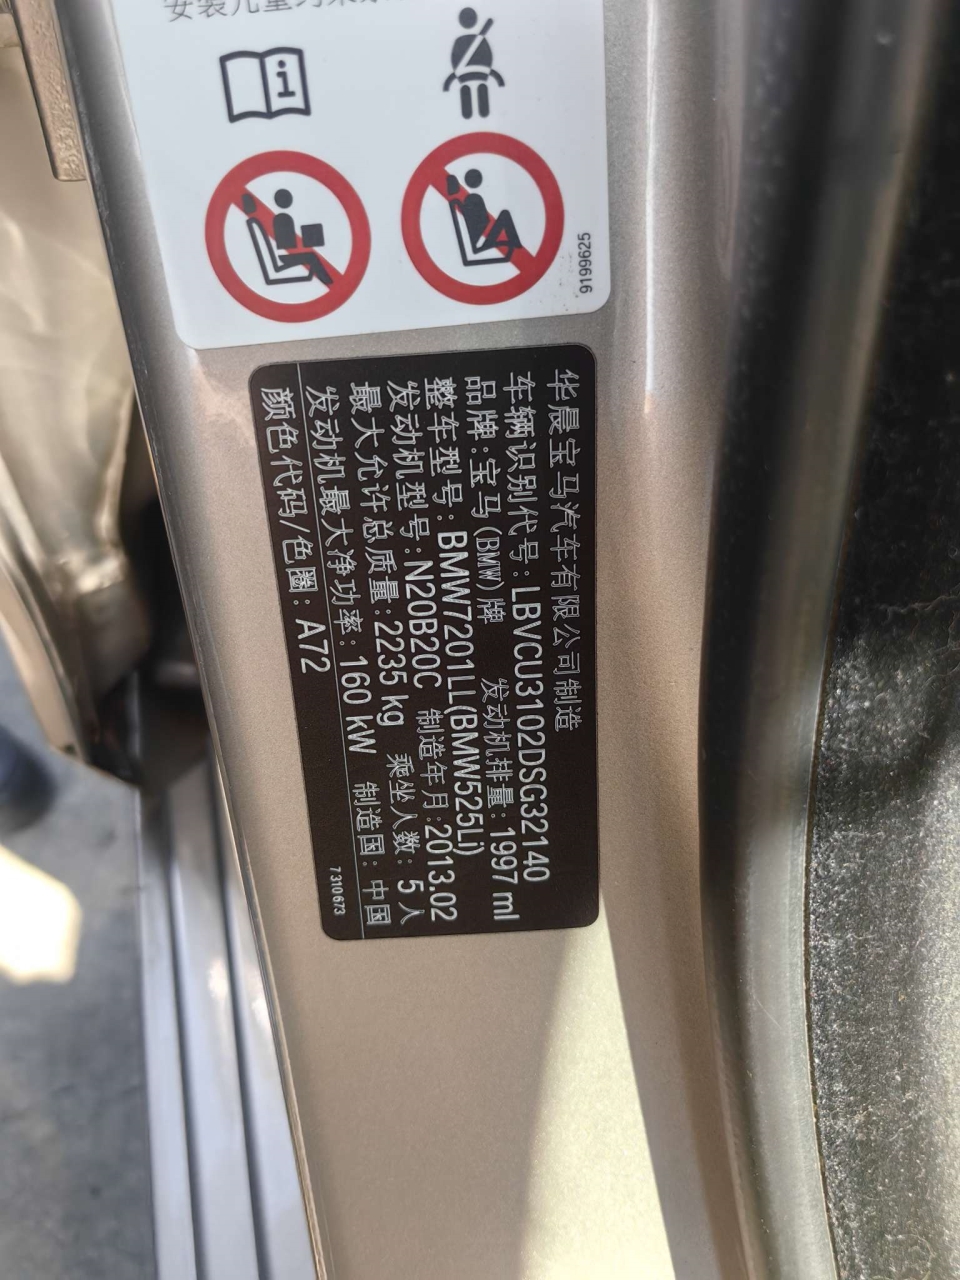 9199625
华晨宝马汽车有限公司制造
车辆识别代号:LBVCU3102DSG32140
品牌:宝马(BMW)牌 发动机排量:1997 ml
整车型号:BMW7201LL(BMW525Li)
发动机型号:N20B20C 制造年月:2013.02
最大允许总质量:2235 kg 乘坐人数:5人
发动机最大净功率:160 kW 制造国:中国
颜色代码/色圈:A72
7310673